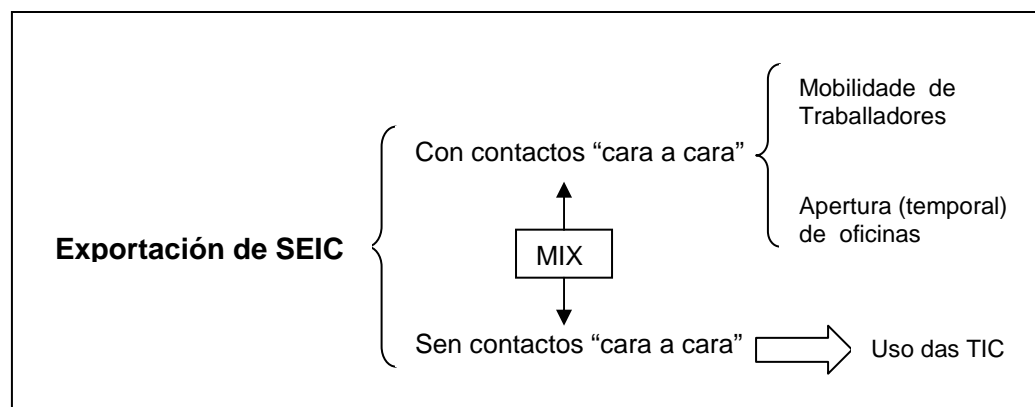 Mobilidade de
Traballadores
Con contactos “cara a cara”
Apertura (temporal)
de oficinas
Exportación de SEIC
MIX
Sen contactos “cara a cara”
Uso das TIC